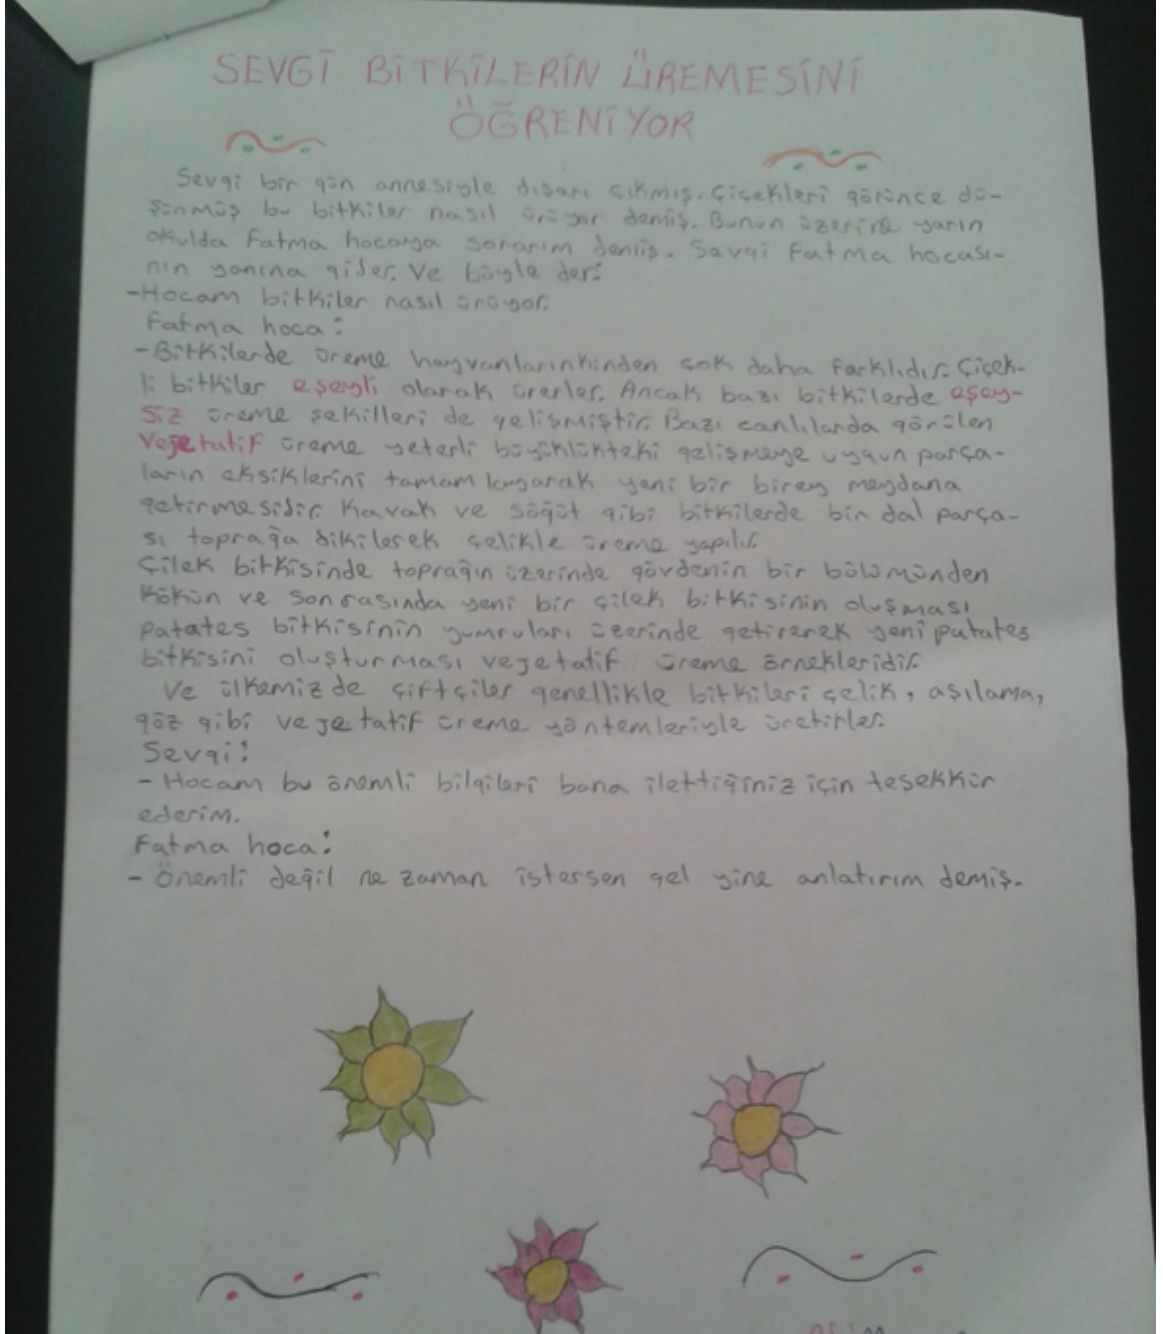 SEVGİ BİTKİLERİN ÜREMESİNİ
ÖĞRENİYOR
Sevgi bir gün annesiyle dışarı çıkmış. Çiçekleri görünce dü-
şünmüş bu bitkiler nasıl ürüyor demiş. Bunun üzerine yarın
okulda Fatma hocaya sorarım demiş. Sevgi Fatma hocası-
nın yanına gider. Ve böyle der:
-Hocam bitkiler nasıl ürüyor.
Fatma hoca:
-Bitkilerde üreme hayvanlarınkinden çok daha farklıdır. Çiçek-
li bitkiler eşeyli olarak ürerler. Ancak bazı bitkilerde eşey-
siz üreme şekilleri de gelişmiştir. Bazı canlılarda görülen
Vejetatif üreme yeterli büyüklükteki gelişmeye uygun parça-
ların eksiklerini tamamlayarak yeni bir birey meydana
getirmesidir. Kavak ve söğüt gibi bitkilerde bir dal parça-
sı toprağa dikilerek çelikle üreme yapılır.
Çilek bitkisinde toprağın üzerinde gövdenin bir bölümünden
kökün ve sonrasında yeni bir çilek bitkisinin oluşması
patates bitkisinin yumruları üzerinde getirerek yeni patates
bitkisini oluşturması vejetatif üreme örnekleridir.
Ve ülkemizde çiftçiler genellikle bitkileri çelik, aşılama,
göz gibi vejetatif üreme yöntemleriyle üretirler.
Sevgi:
- Hocam bu önemli bilgileri bana ilettiğiniz için teşekkür
ederim.
Fatma hoca:
- Önemli değil ne zaman istersen gel yine anlatırım demiş.